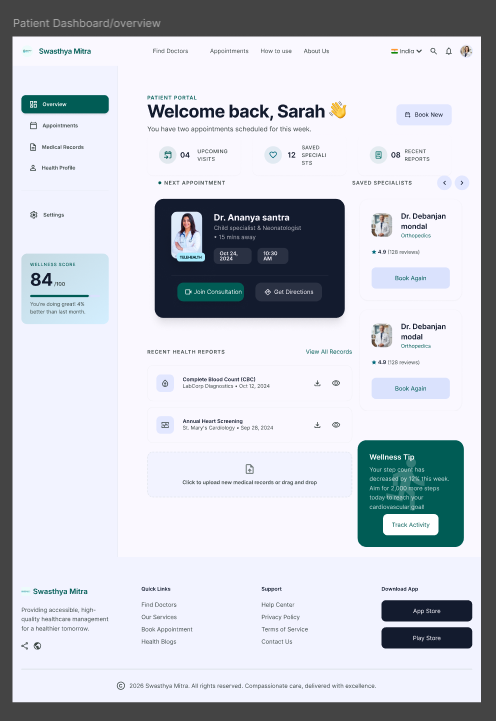 Patient Dashboard/overview
Swasthya Mitra
Find Doctors
Appointments
How to use
About Us
India
Overview
Appointments
Medical Records
Health Profile
Settings
WELLNESS SCORE
84 /100
You're doing great! 4%
better than last month.
PATIENT PORTAL
Welcome back, Sarah 👋
You have two appointments scheduled for this week.
Book New
04 UPCOMING
VISITS
12 SAVED
SPECIALI
STS
08 RECENT
REPORTS
NEXT APPOINTMENT
Dr. Ananya santra
Child specialist & Neonatologist
• 15 mins away
TELEHEALTH
Oct 24,
2024
10:30
AM
Join Consultation
Get Directions
SAVED SPECIALISTS
Dr. Debanjan
mondal
Orthopedics
★ 4.9 (128 reviews)
Book Again
Dr. Debanjan
mondal
Orthopedics
★ 4.9 (128 reviews)
Book Again
RECENT HEALTH REPORTS
View All Records
Complete Blood Count (CBC)
LabCorp Diagnostics • Oct 12, 2024
Annual Heart Screening
St. Mary's Cardiology • Sep 28, 2024
Click to upload new medical records or drag and drop
Wellness Tip
Your step count has
decreased by 12% this week.
Aim for 2,000 more steps
today to reach your
cardiovascular goal!
Track Activity
Swasthya Mitra
Providing accessible, high-
quality healthcare management
for a healthier tomorrow.
Quick Links
Find Doctors
Our Services
Book Appointment
Health Blogs
Support
Help Center
Privacy Policy
Terms of Service
Contact Us
Download App
App Store
Play Store
© 2026 Swasthya Mitra. All rights reserved. Compassionate care, delivered with excellence.